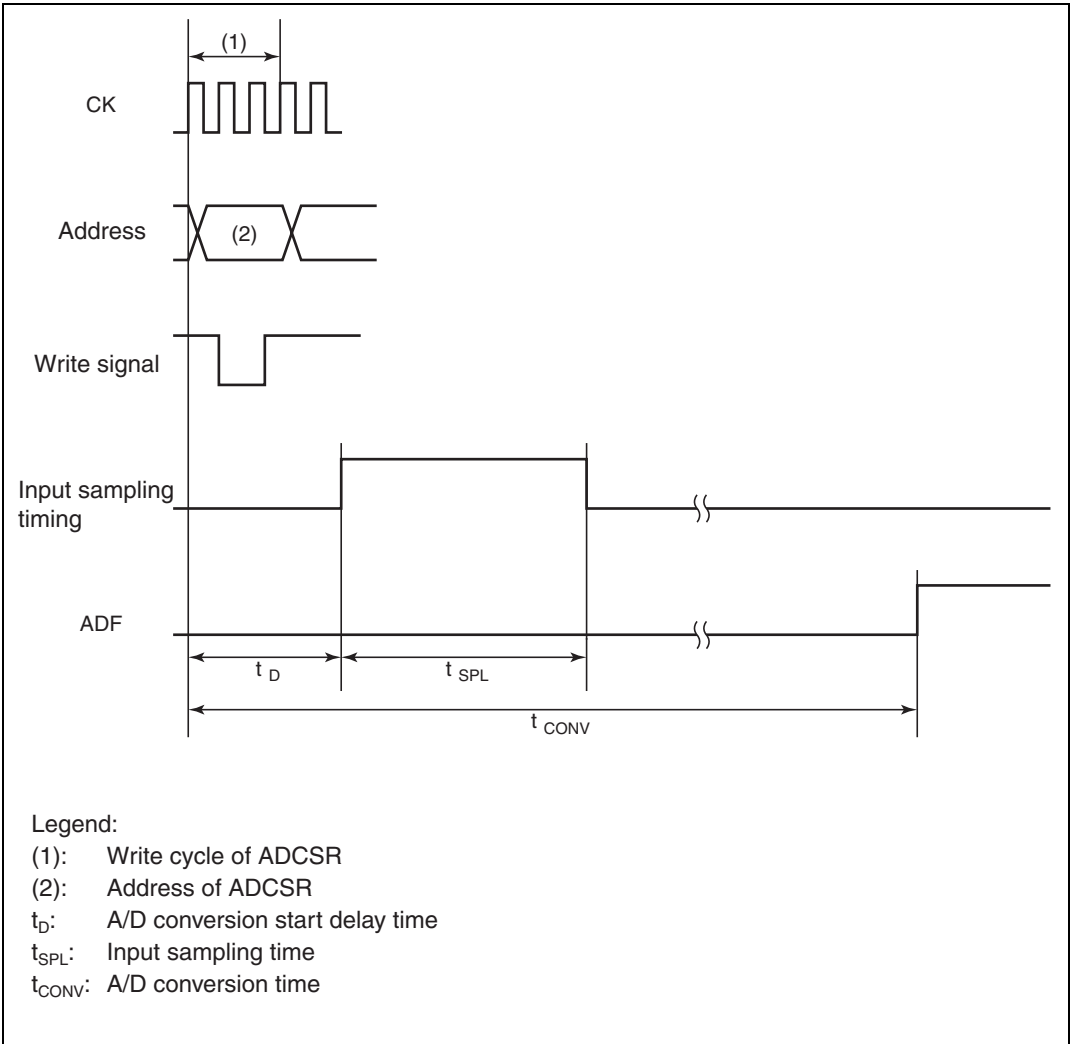 (1)
CK
Address
(2)
Write signal
Input sampling
timing
ADF
t D
t SPL
t CONV
Legend:
(1): Write cycle of ADCSR
(2): Address of ADCSR
tD: A/D conversion start delay time
tSPL: Input sampling time
tCONV: A/D conversion time